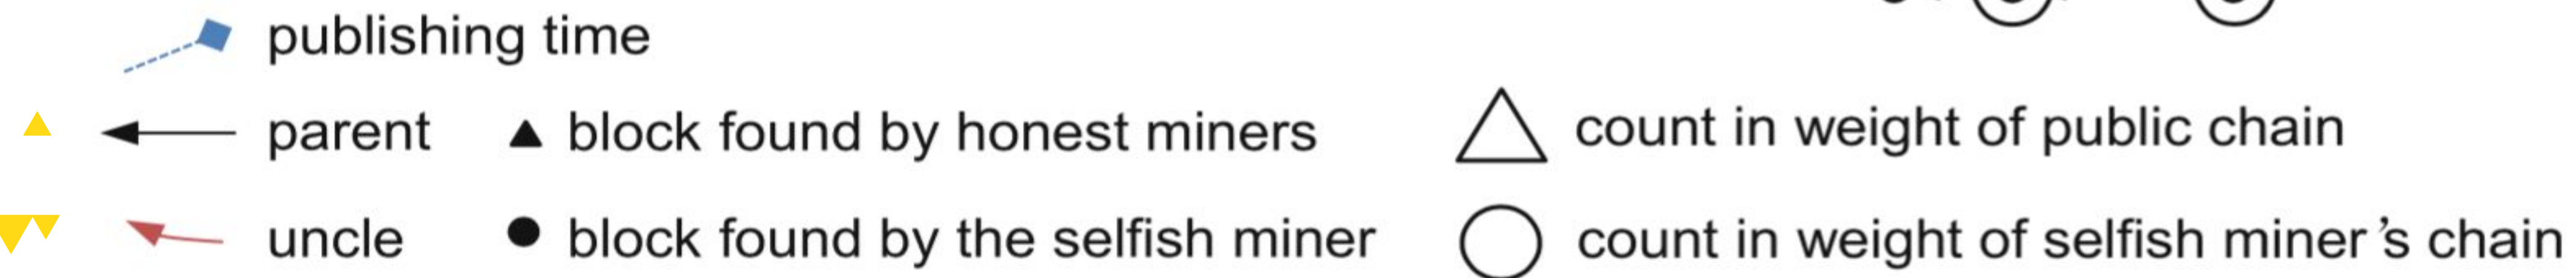 publishing time
parent block found by honest miners count in weight of public chain
uncle block found by the selfish miner count in weight of selfish miner's chain